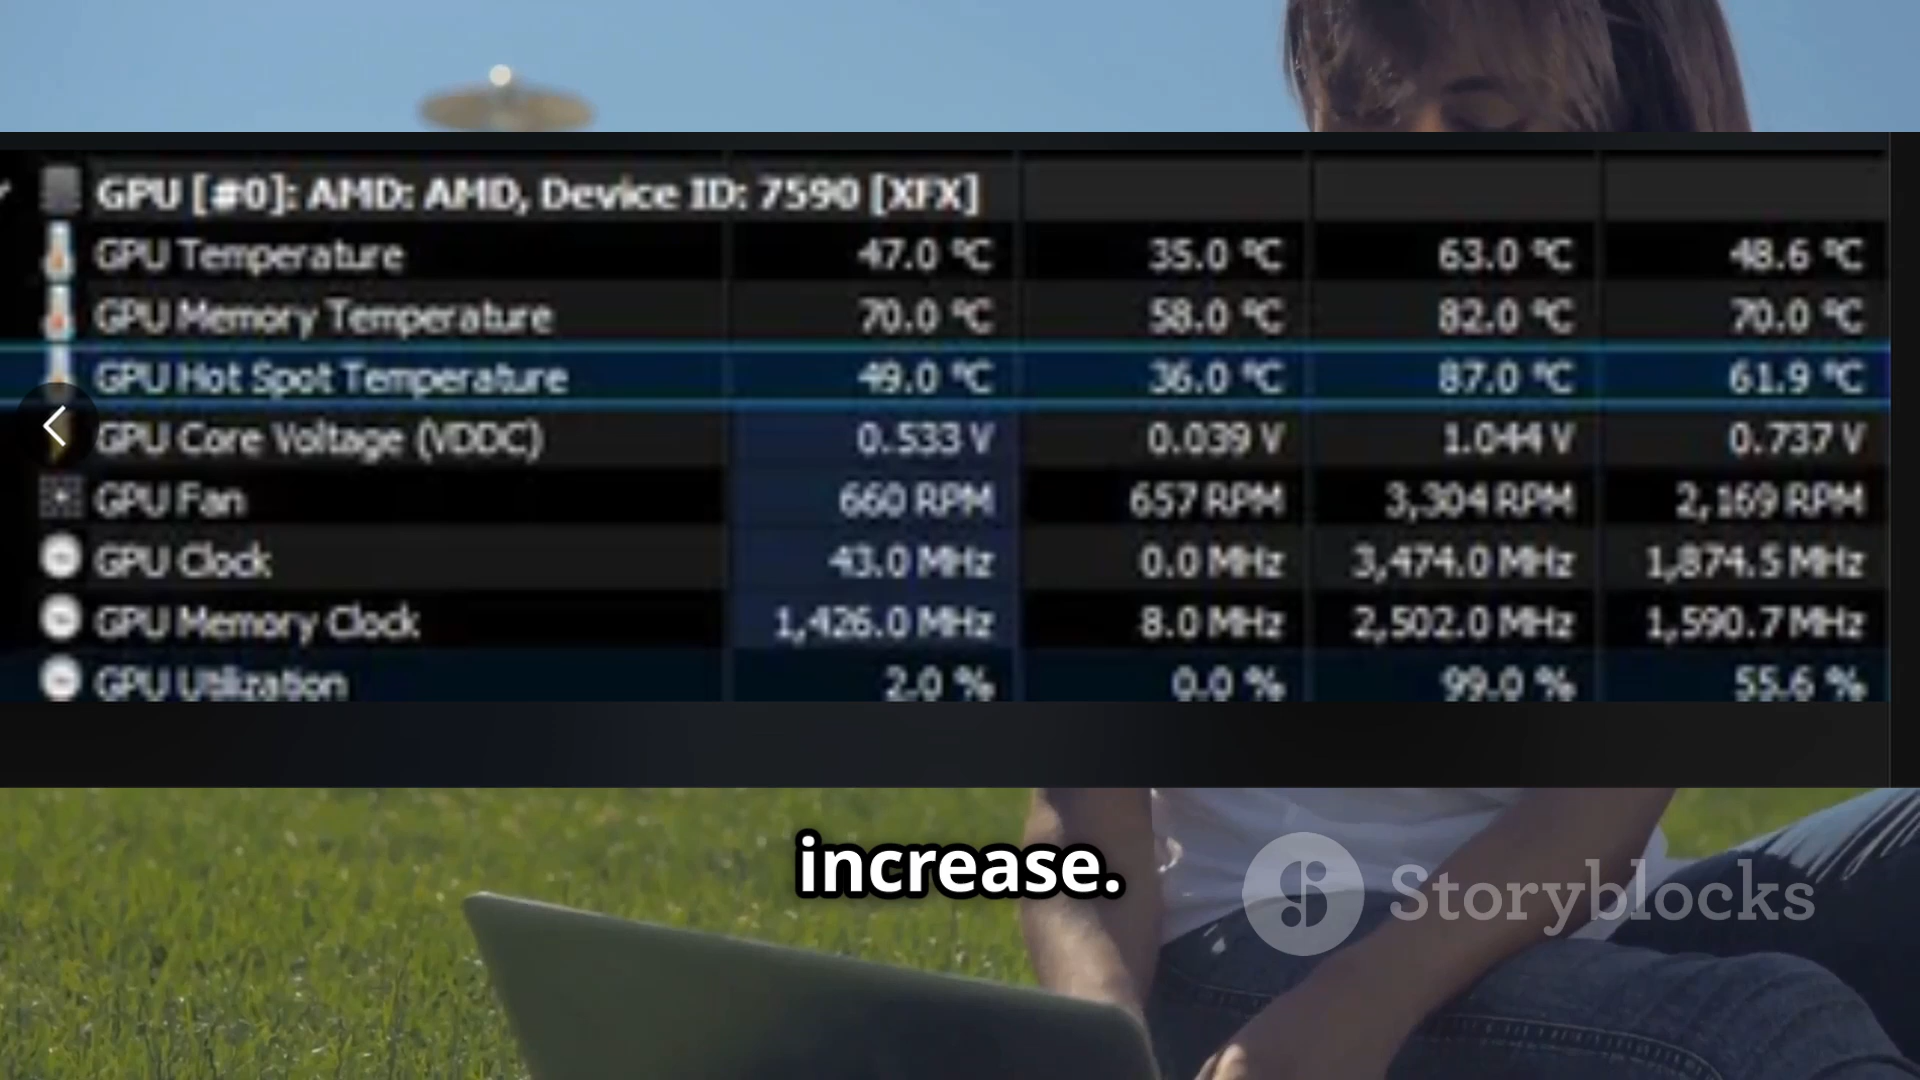 GPU [#0]: AMD: AMD, Device ID: 7590 [XFX]
GPU Temperature 47.0 °C 35.0 °C 63.0 °C 48.6 °C
GPU Memory Temperature 70.0 °C 58.0 °C 82.0 °C 70.0 °C
GPU Hot Spot Temperature 49.0 °C 36.0 °C 87.0 °C 61.9 °C
GPU Core Voltage (VDDC) 0.533 V 0.039 V 1.044 V 0.737 V
GPU Fan 660 RPM 657 RPM 3,304 RPM 2,169 RPM
GPU Clock 43.0 MHz 0.0 MHz 3,474.0 MHz 1,874.5 MHz
GPU Memory Clock 1,426.0 MHz 8.0 MHz 2,502.0 MHz 1,590.7 MHz
GPU Utilization 2.0 % 0.0 % 99.0 % 55.6 %
increase.
Storyblocks